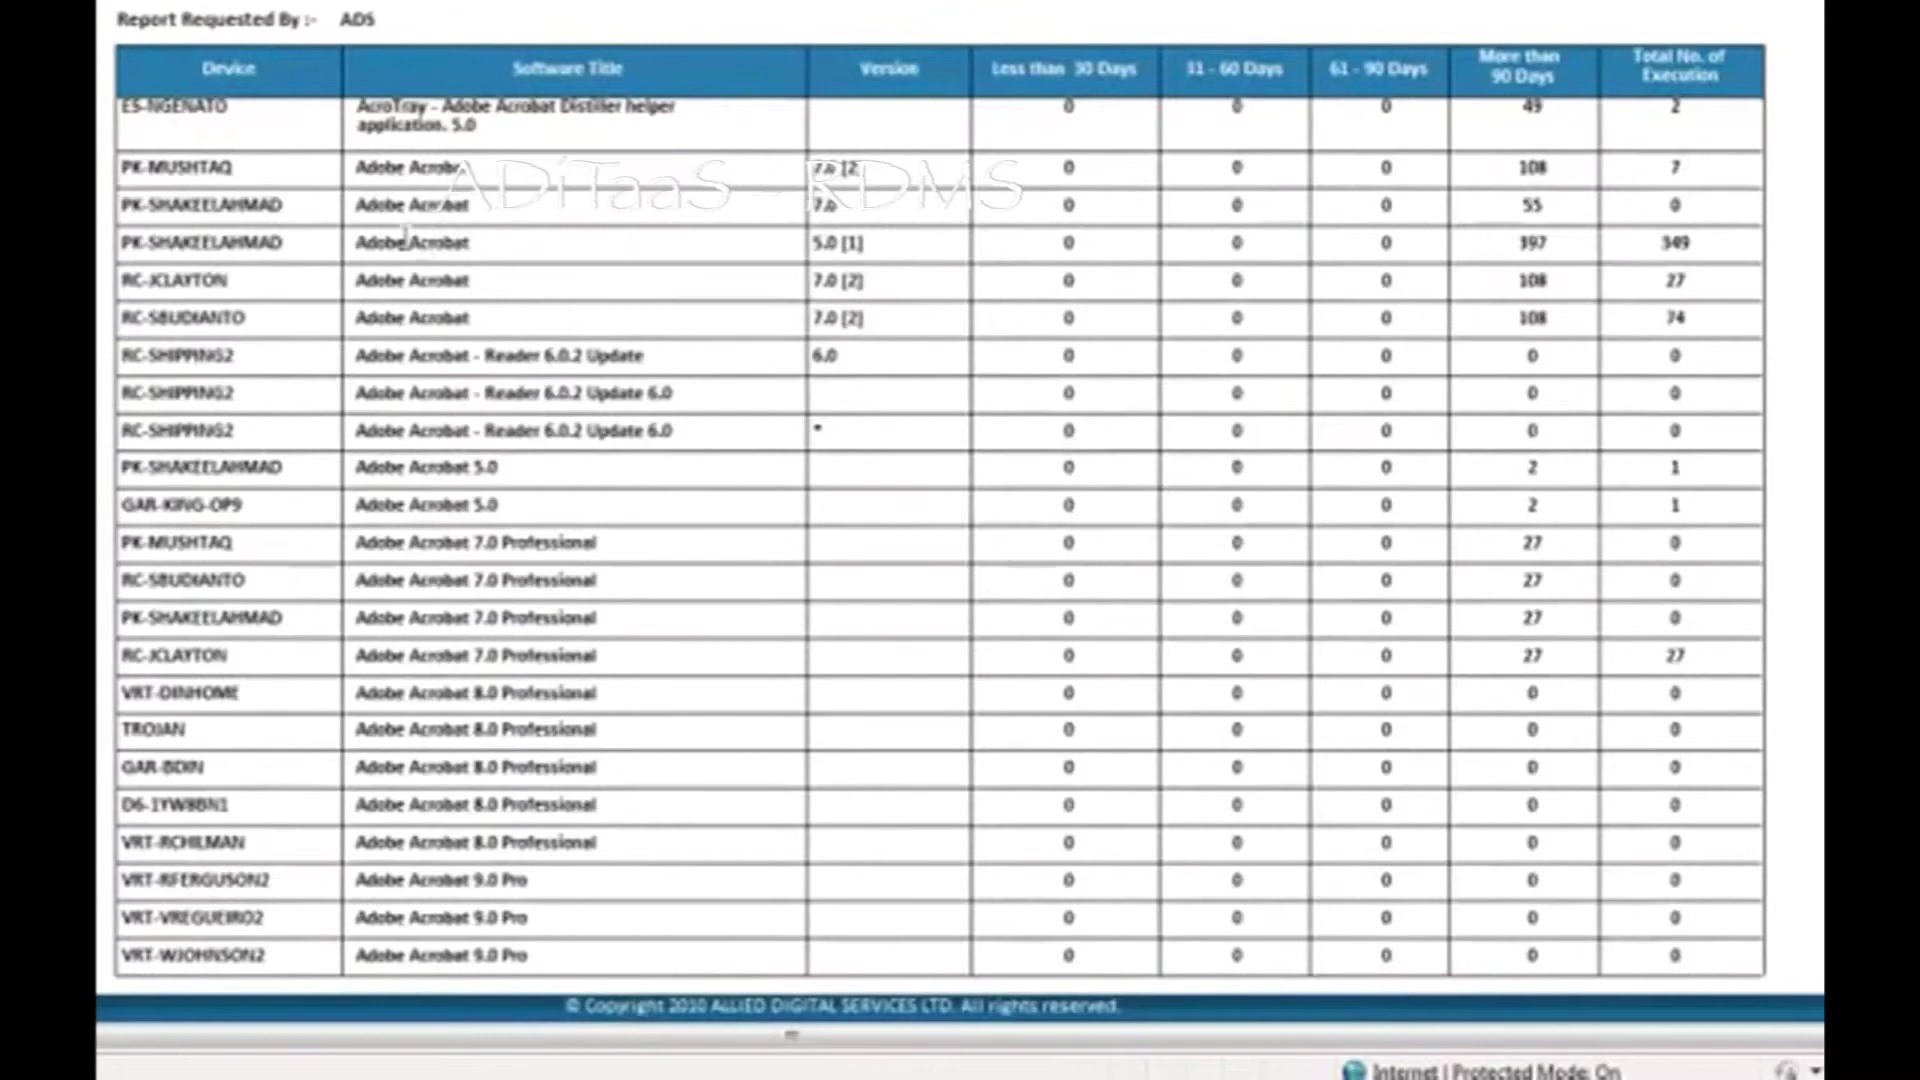 Report Requested By :- ADS
Device Software Title Version Less than 30 Days 31 - 60 Days 61 - 90 Days More than 90 Days Total No. of Execution
ES-NGENATO AcroTray - Adobe Acrobat Distiller helper application. 5.0 0 0 0 49 2
ADiTaaS - RDMS
PK-MUSHTAQ Adobe Acrobat 7.0 [2] 0 0 0 108 7
PK-SHAKEELAHMAD Adobe Acrobat 7.0 0 0 0 55 0
PK-SHAKEELAHMAD Adobe Acrobat 5.0 [1] 0 0 0 397 349
RC-JCLAYTON Adobe Acrobat 7.0 [2] 0 0 0 108 27
RC-SBUDIANTO Adobe Acrobat 7.0 [2] 0 0 0 108 74
RC-SHIPPING2 Adobe Acrobat - Reader 6.0.2 Update 6.0 0 0 0 0 0
RC-SHIPPING2 Adobe Acrobat - Reader 6.0.2 Update 6.0 0 0 0 0 0
RC-SHIPPING2 Adobe Acrobat - Reader 6.0.2 Update 6.0 0 0 0 0 0
PK-SHAKEELAHMAD Adobe Acrobat 5.0 0 0 0 2 1
GAR-KING-OP9 Adobe Acrobat 5.0 0 0 0 2 1
PK-MUSHTAQ Adobe Acrobat 7.0 Professional 0 0 0 27 0
RC-SBUDIANTO Adobe Acrobat 7.0 Professional 0 0 0 27 0
PK-SHAKEELAHMAD Adobe Acrobat 7.0 Professional 0 0 0 27 0
RC-JCLAYTON Adobe Acrobat 7.0 Professional 0 0 0 27 27
VRT-DINHOME Adobe Acrobat 8.0 Professional 0 0 0 0 0
TROJAN Adobe Acrobat 8.0 Professional 0 0 0 0 0
GAR-BDIN Adobe Acrobat 8.0 Professional 0 0 0 0 0
D6-1YW8BN1 Adobe Acrobat 8.0 Professional 0 0 0 0 0
VRT-RCHILMAN Adobe Acrobat 8.0 Professional 0 0 0 0 0
VRT-RFERGUSON2 Adobe Acrobat 9.0 Pro 0 0 0 0 0
VRT-VREGUEIRO2 Adobe Acrobat 9.0 Pro 0 0 0 0 0
VRT-WJOHNSON2 Adobe Acrobat 9.0 Pro 0 0 0 0 0
© Copyright 2010 ALLIED DIGITAL SERVICES LTD. All rights reserved.
Internet | Protected Mode: On